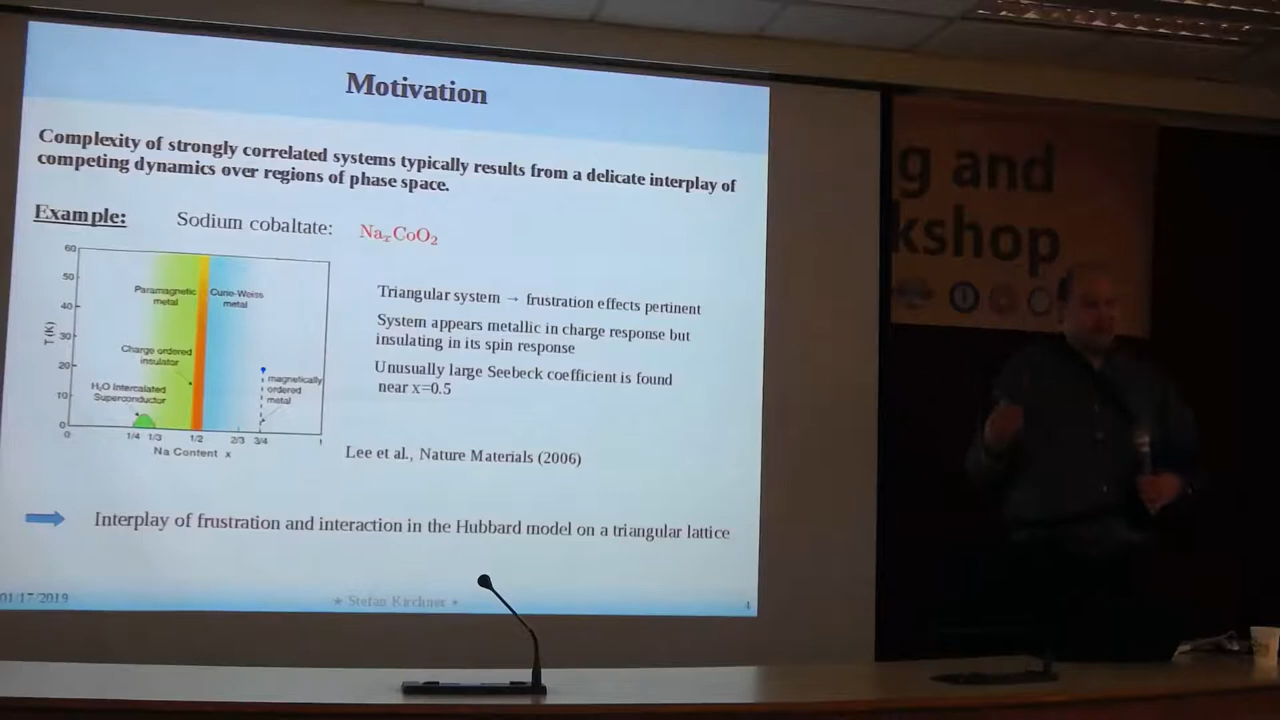 Motivation
Complexity of strongly correlated systems typically results from a delicate interplay of
competing dynamics over regions of phase space.
Example: Sodium cobaltate: NaₓCoO₂
60
50
40
30
20
10
0
T (K)
Paramagnetic
metal
Curie-Weiss
metal
Charge ordered
insulator
H₂O Intercalated
Superconductor
magnetically
ordered
metal
0 1/4 1/3 1/2 2/3 3/4 1
Na Content x
Triangular system → frustration effects pertinent
System appears metallic in charge response but
insulating in its spin response
Unusually large Seebeck coefficient is found
near x=0.5
Lee et al., Nature Materials (2006)
Interplay of frustration and interaction in the Hubbard model on a triangular lattice
01/17/2019
★ Stefan Kirchner ★
4
g and
kshop